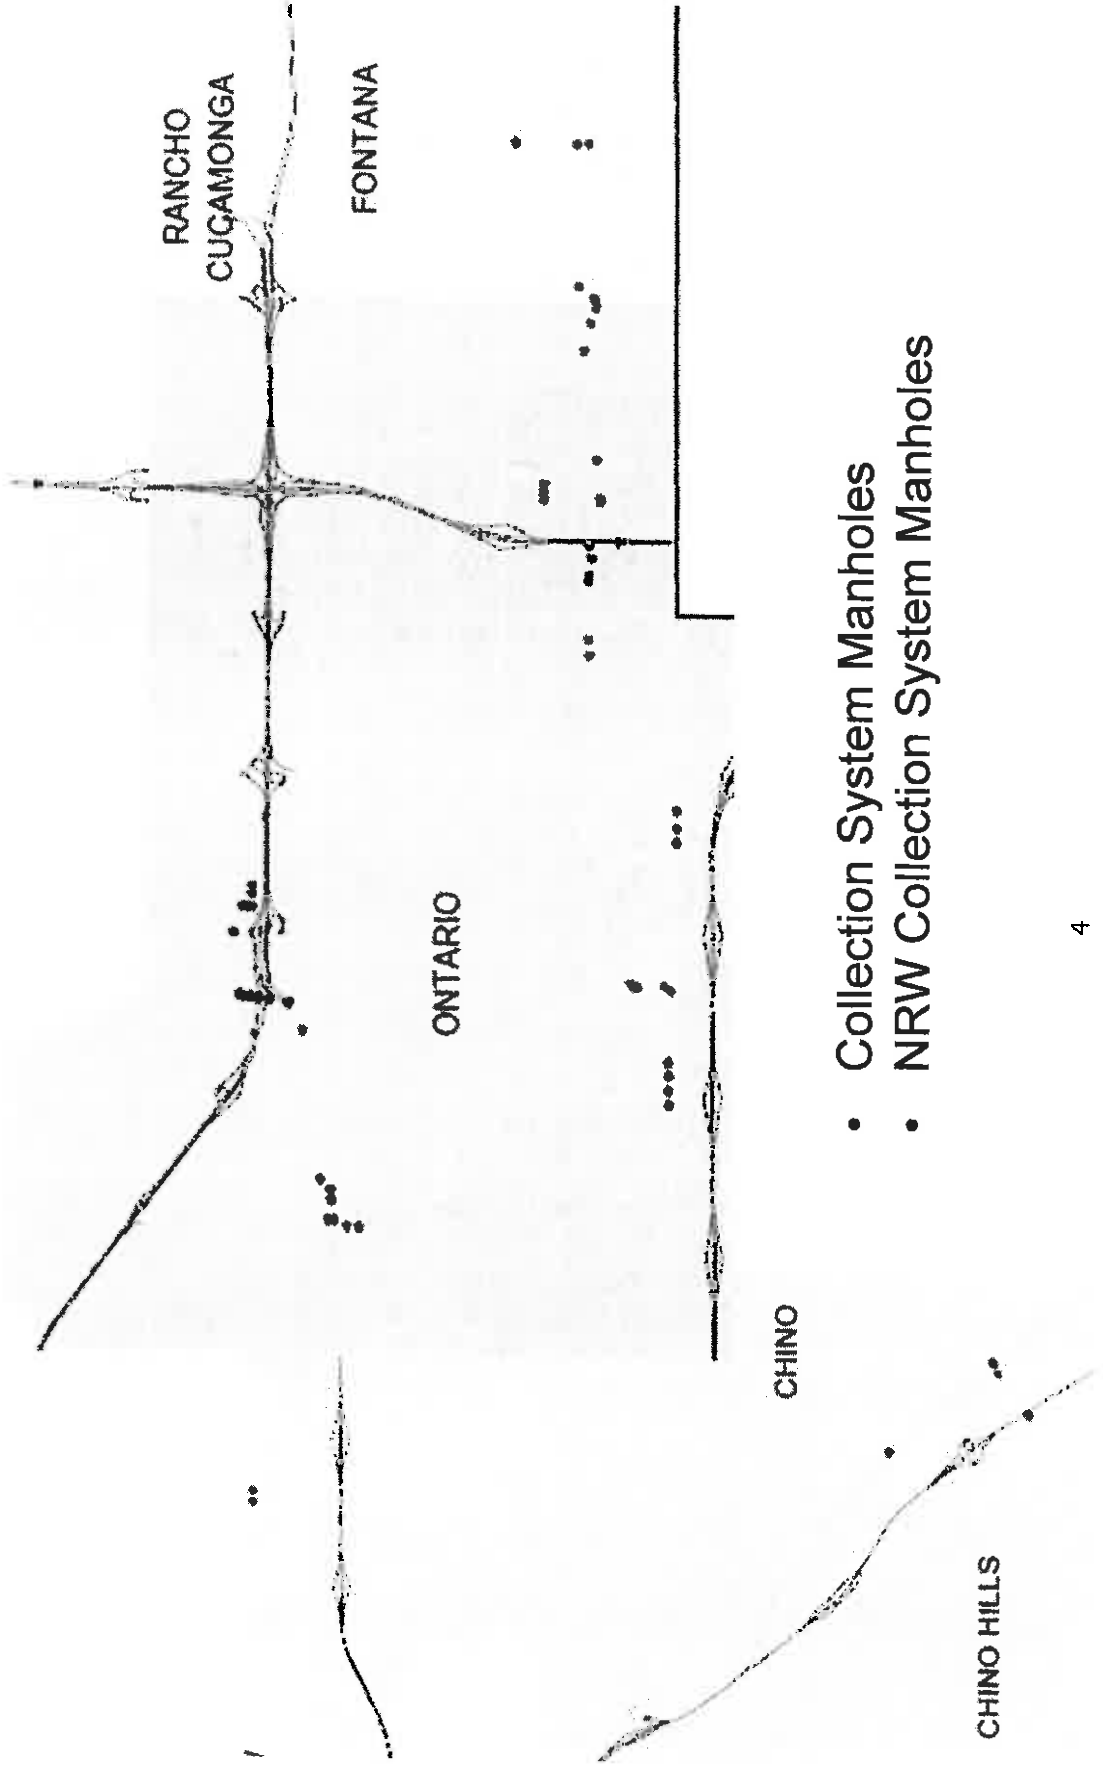 RANCHO
CUCAMONGA
FONTANA
ONTARIO
CHINO
CHINO HILLS
Collection System Manholes
NRW Collection System Manholes
4